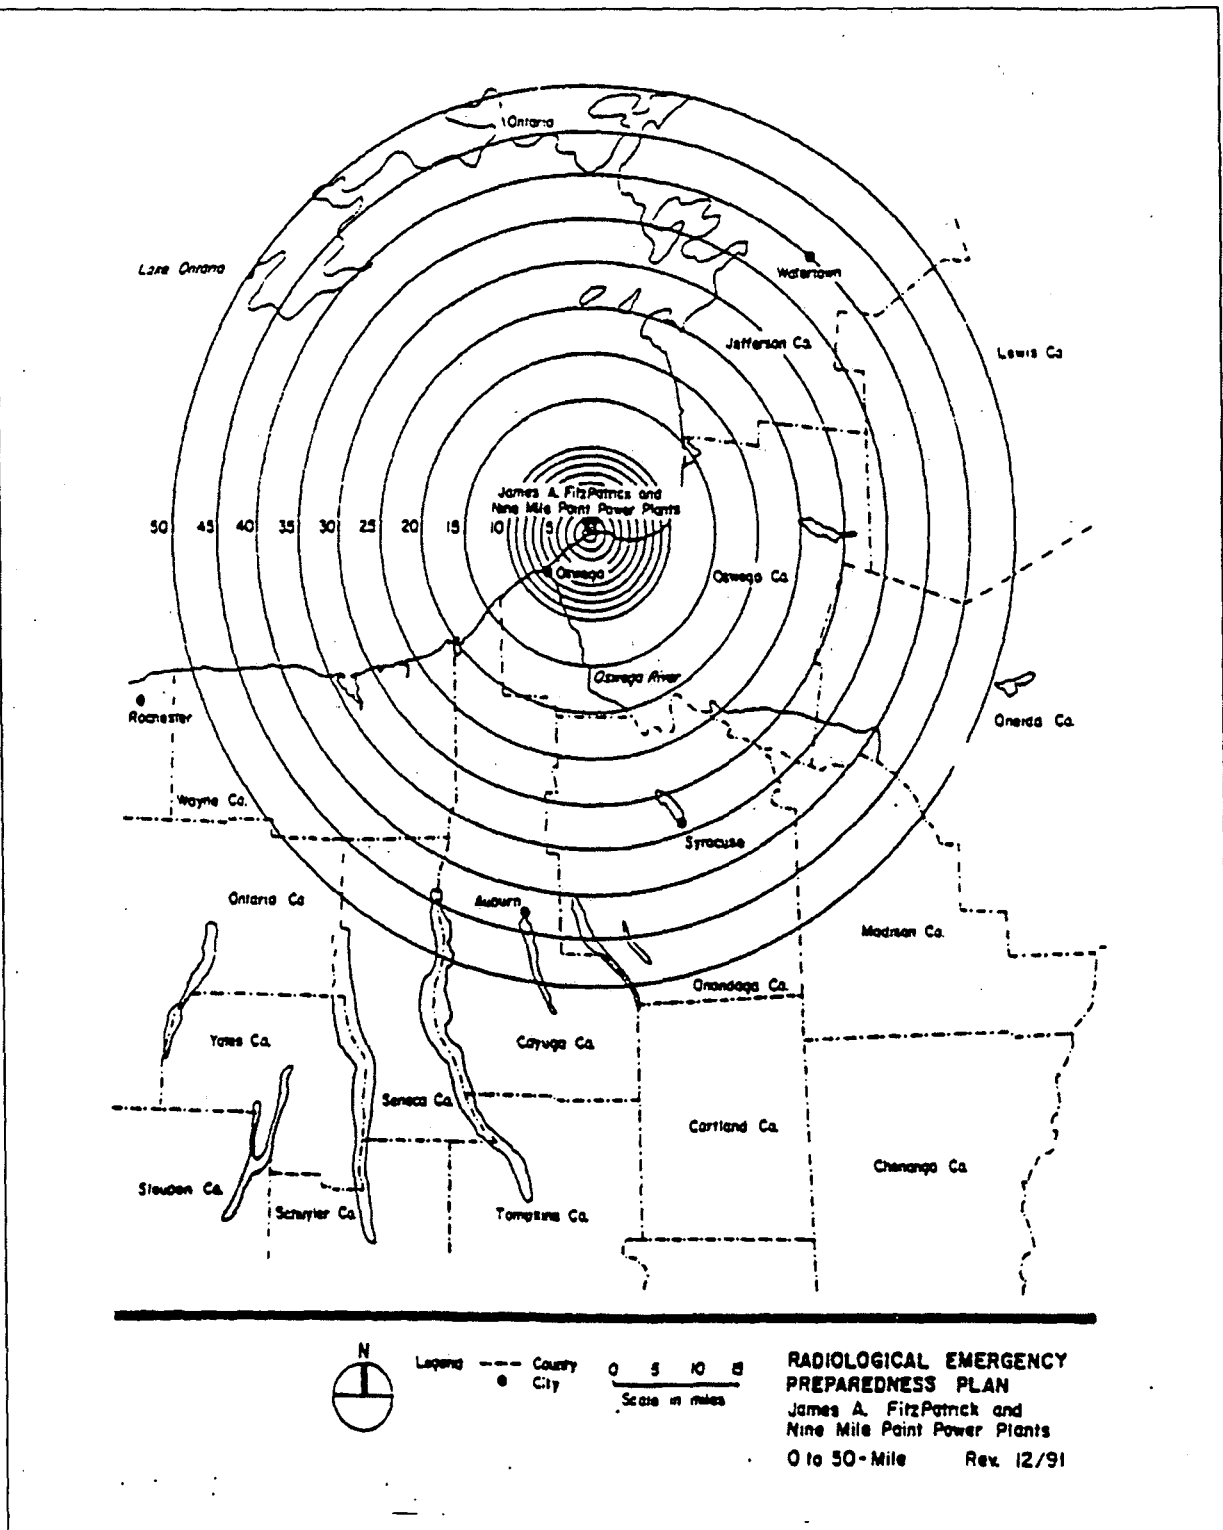 Ontario
Lake Ontario
Watertown
Jefferson Co.
Lewis Co
James A. FitzPatrick and
Nine Mile Point Power Plants
50 45 40 35 30 25 20 15 10 5
Oswego
Oswego Co.
Oswego River
Rochester
Oneida Co.
Wayne Co.
Syracuse
Ontario Co
Auburn
Madison Co.
Onondaga Co.
Yates Co.
Cayuga Co.
Seneca Co.
Cortland Co.
Chenango Co.
Steuben Co.
Schuyler Co.
Tompkins Co.
N
Legend County
City
0 5 10 15
Scale in miles
RADIOLOGICAL EMERGENCY
PREPAREDNESS PLAN
James A. FitzPatrick and
Nine Mile Point Power Plants
0 to 50-Mile Rev. 12/91